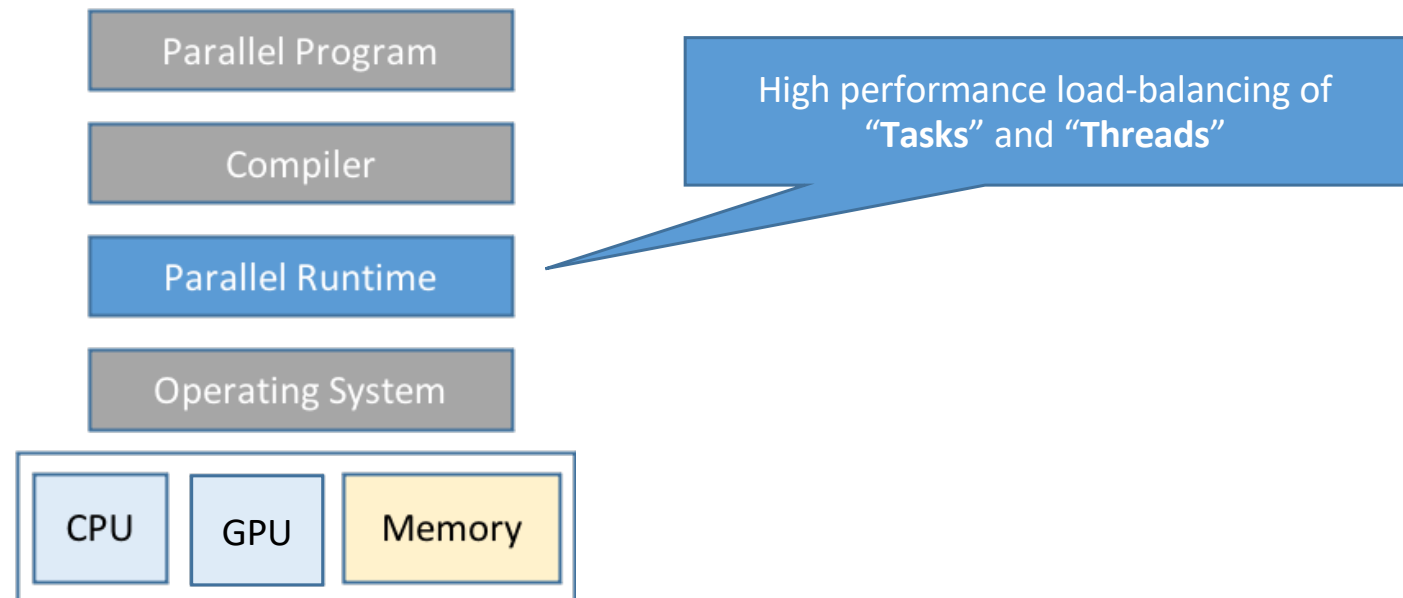 Parallel Program
Compiler
Parallel Runtime
Operating System
CPU
GPU
Memory
High performance load-balancing of
“Tasks” and “Threads”